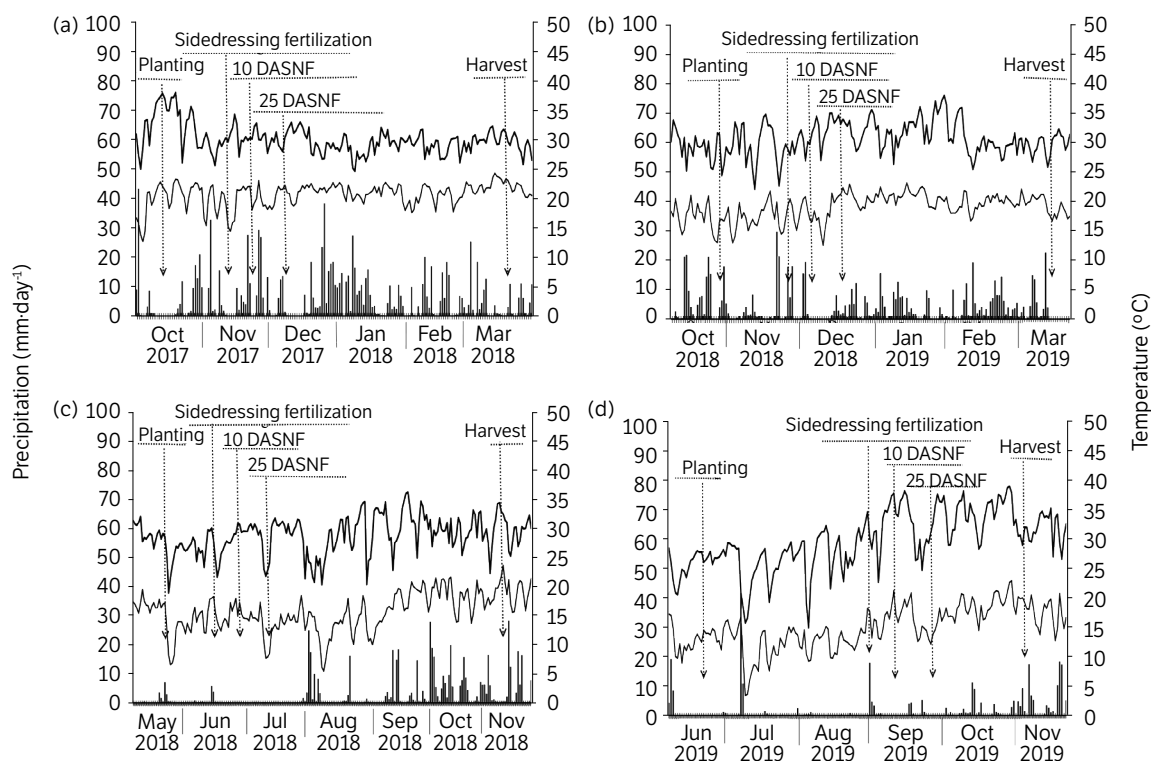 (a)
100
90
80
70
60
50
40
30
20
10
0
50
45
40
35
30
25
20
15
10
5
0
Sidedressing fertilization
Planting
10 DASNF
Harvest
25 DASNF
Oct
2017
Nov
2017
Dec
2017
Jan
2018
Feb
2018
Mar
2018
(b)
100
90
80
70
60
50
40
30
20
10
0
50
45
40
35
30
25
20
15
10
5
0
Sidedressing fertilization
Planting
10 DASNF
Harvest
25 DASNF
Oct
2018
Nov
2018
Dec
2018
Jan
2019
Feb
2019
Mar
2019
Precipitation (mm·day⁻¹)
Temperature (ºC)
(c)
100
90
80
70
60
50
40
30
20
10
0
50
45
40
35
30
25
20
15
10
5
0
Sidedressing fertilization
Planting
10 DASNF
Harvest
25 DASNF
May
2018
Jun
2018
Jul
2018
Aug
2018
Sep
2018
Oct
2018
Nov
2018
(d)
100
90
80
70
60
50
40
30
20
10
0
50
45
40
35
30
25
20
15
10
5
0
Sidedressing fertilization
Planting
10 DASNF
Harvest
25 DASNF
Jun
2019
Jul
2019
Aug
2019
Sep
2019
Oct
2019
Nov
2019